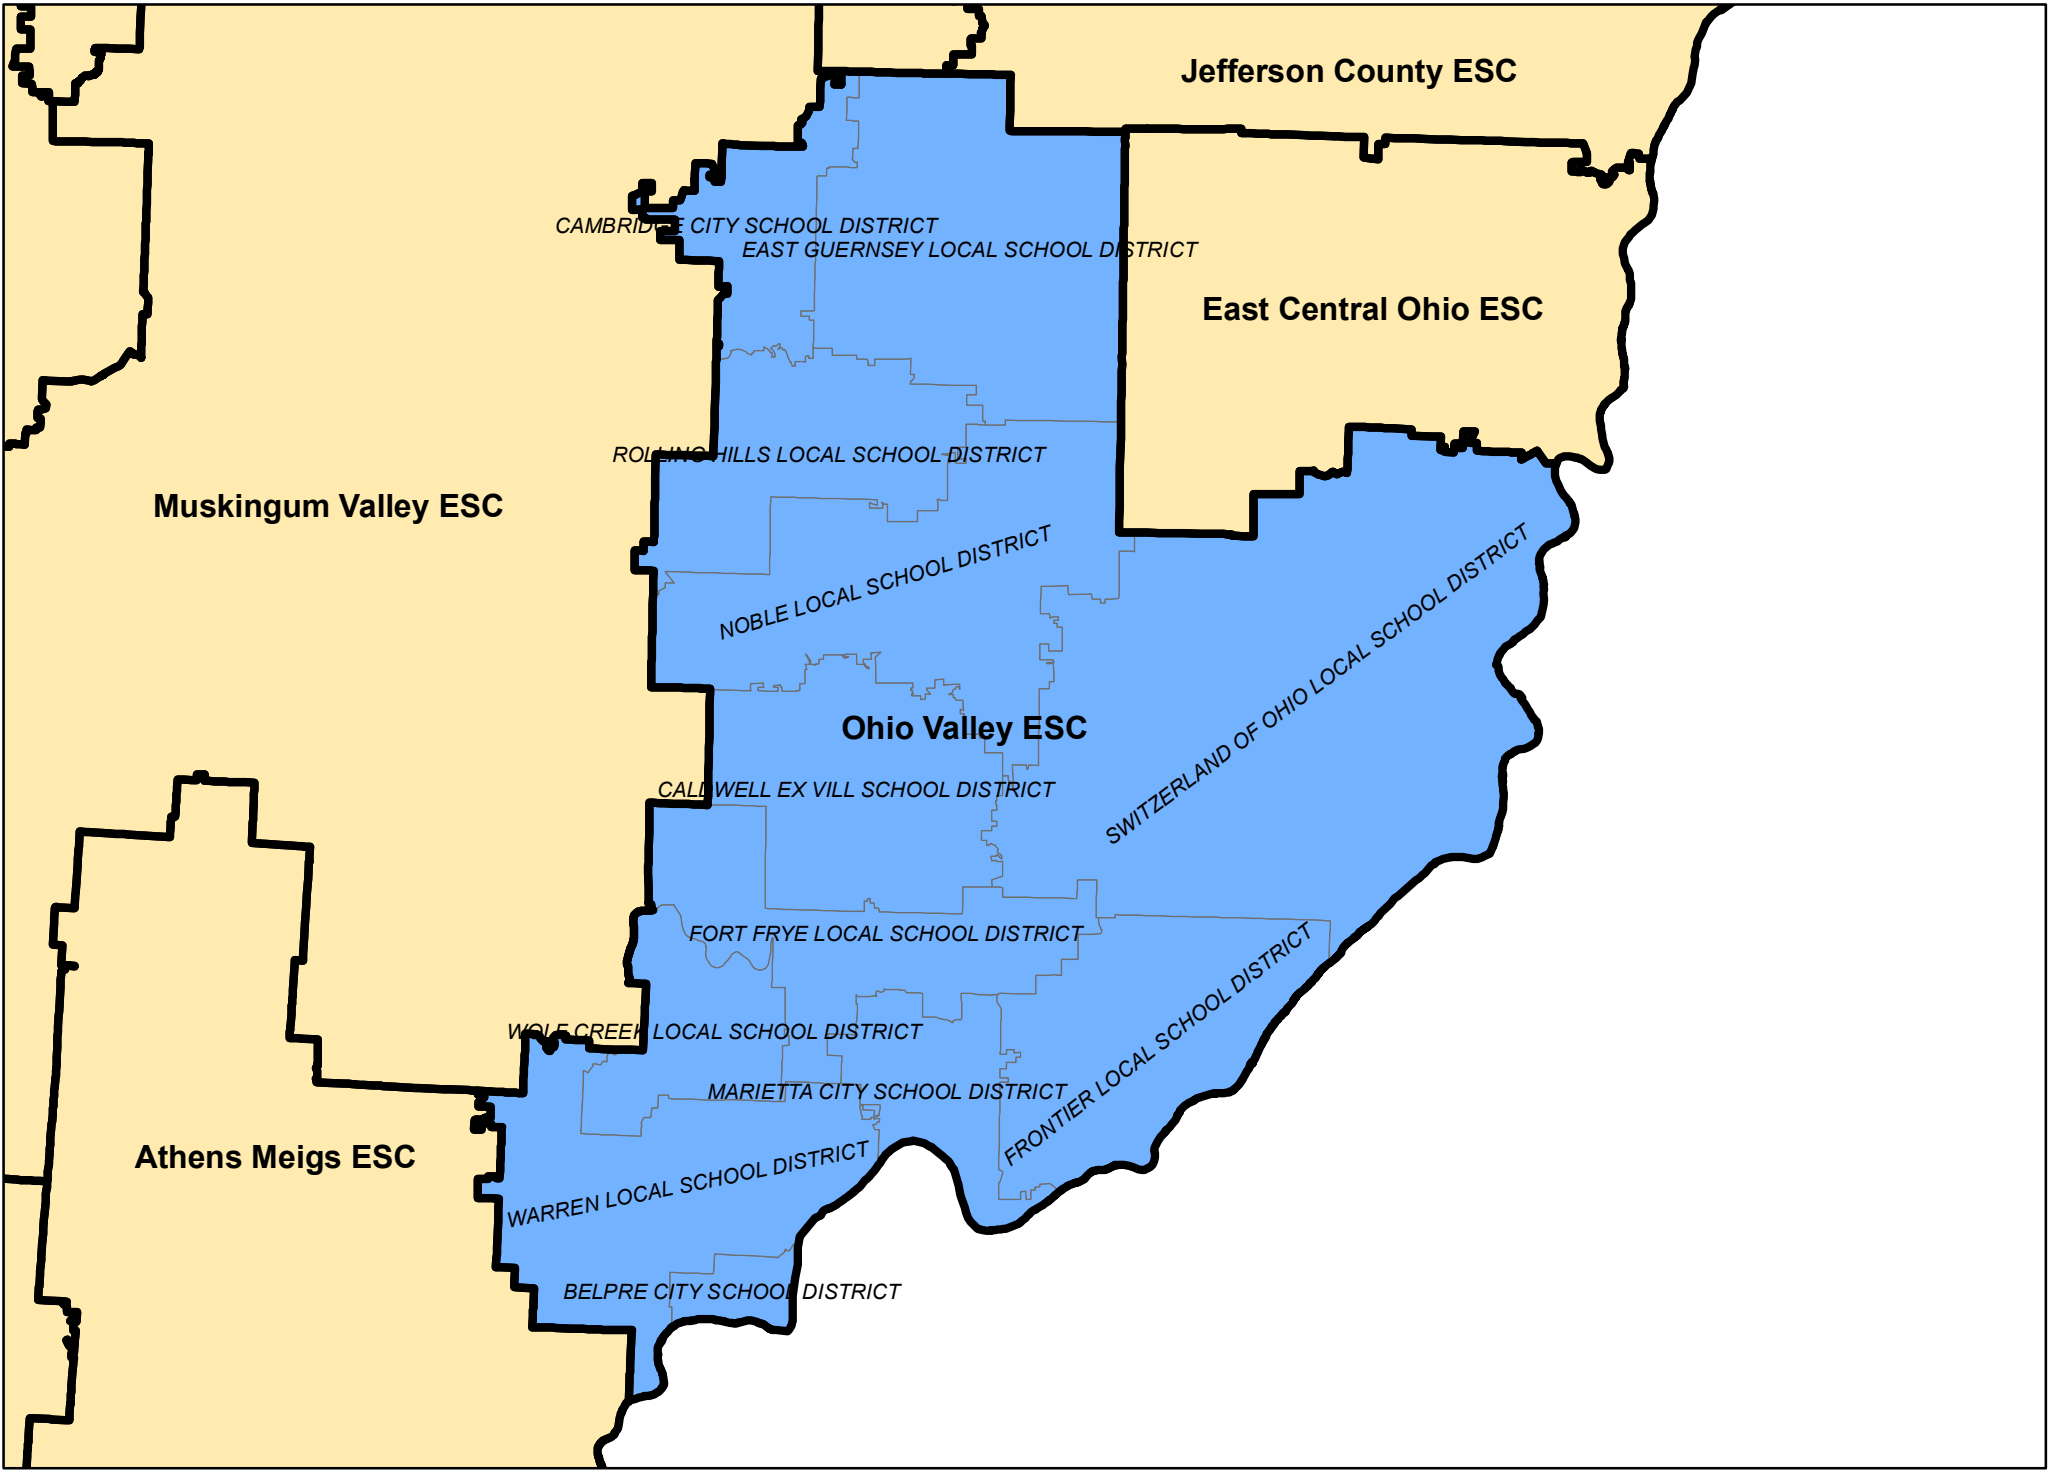 Jefferson County ESC
CAMBRIDGE CITY SCHOOL DISTRICT
EAST GUERNSEY LOCAL SCHOOL DISTRICT
East Central Ohio ESC
ROLLING HILLS LOCAL SCHOOL DISTRICT
Muskingum Valley ESC
NOBLE LOCAL SCHOOL DISTRICT
SWITZERLAND OF OHIO LOCAL SCHOOL DISTRICT
Ohio Valley ESC
CALDWELL EX VILL SCHOOL DISTRICT
FORT FRYE LOCAL SCHOOL DISTRICT
WOLF CREEK LOCAL SCHOOL DISTRICT
FRONTIER LOCAL SCHOOL DISTRICT
MARIETTA CITY SCHOOL DISTRICT
Athens Meigs ESC
WARREN LOCAL SCHOOL DISTRICT
BELPRE CITY SCHOOL DISTRICT